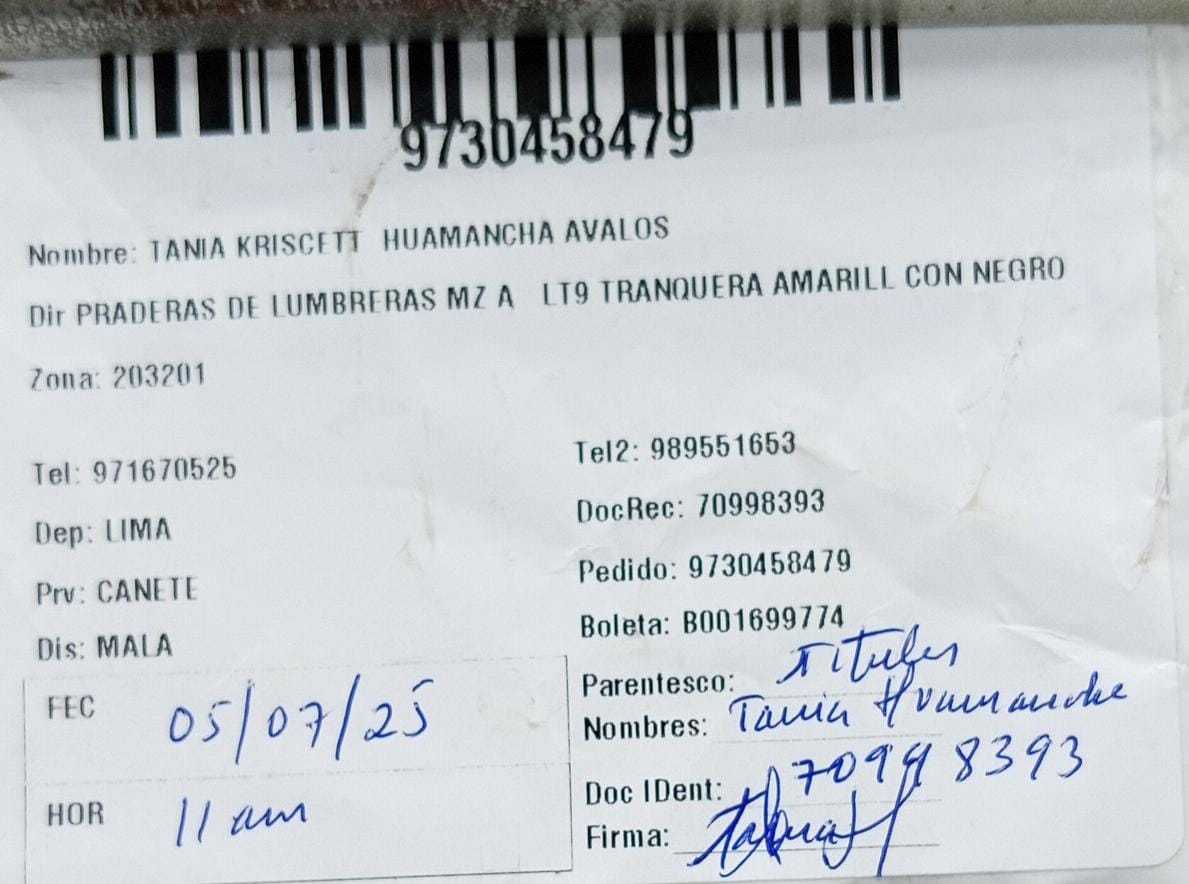 9730458479
Nombre: TANIA KRISCETT HUAMANCHA AVALOS
Dir PRADERAS DE LUMBRERAS MZ A LT9 TRANQUERA AMARILL CON NEGRO
Zona: 203201
Tel: 971670525 Tel2: 989551653
Dep: LIMA DocRec: 70998393
Prv: CANETE Pedido: 9730458479
Dis: MALA Boleta: B001699774
Parentesco: Titular
FEC 05/07/25 Nombres: Tania Huamancha
Doc IDent: 70998393
HOR 11 am
Firma: